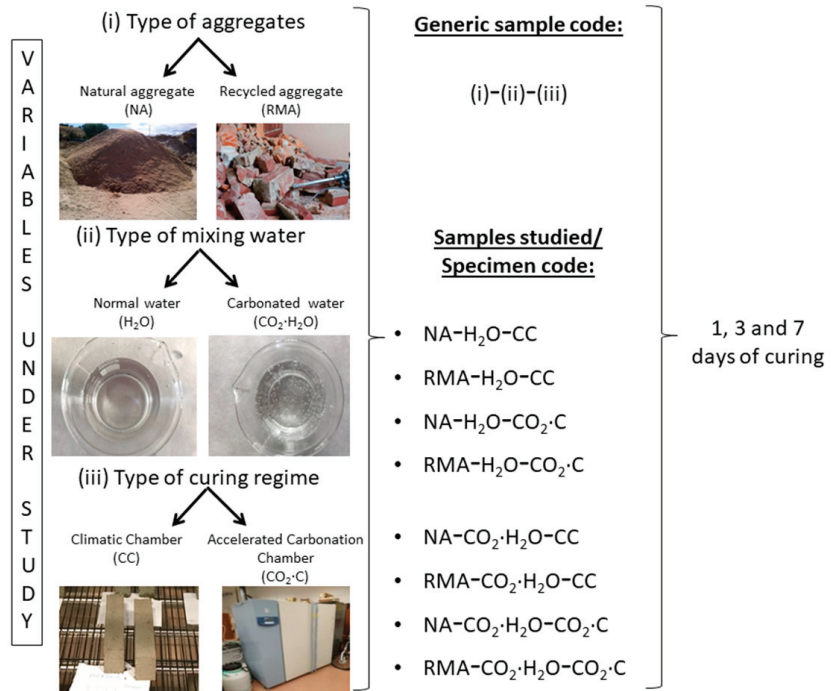 VARIABLES UNDER STUDY
(i) Type of aggregates
Natural aggregate
(NA)
Recycled aggregate
(RMA)
(ii) Type of mixing water
Normal water
(H₂O)
Carbonated water
(CO₂·H₂O)
(iii) Type of curing regime
Climatic Chamber
(CC)
Accelerated Carbonation
Chamber
(CO₂·C)
Generic sample code:
(i)–(ii)–(iii)
Samples studied/
Specimen code:
• NA–H₂O–CC
• RMA–H₂O–CC
• NA–H₂O–CO₂·C
• RMA–H₂O–CO₂·C
• NA–CO₂·H₂O–CC
• RMA–CO₂·H₂O–CC
• NA–CO₂·H₂O–CO₂·C
• RMA–CO₂·H₂O–CO₂·C
1, 3 and 7
days of curing